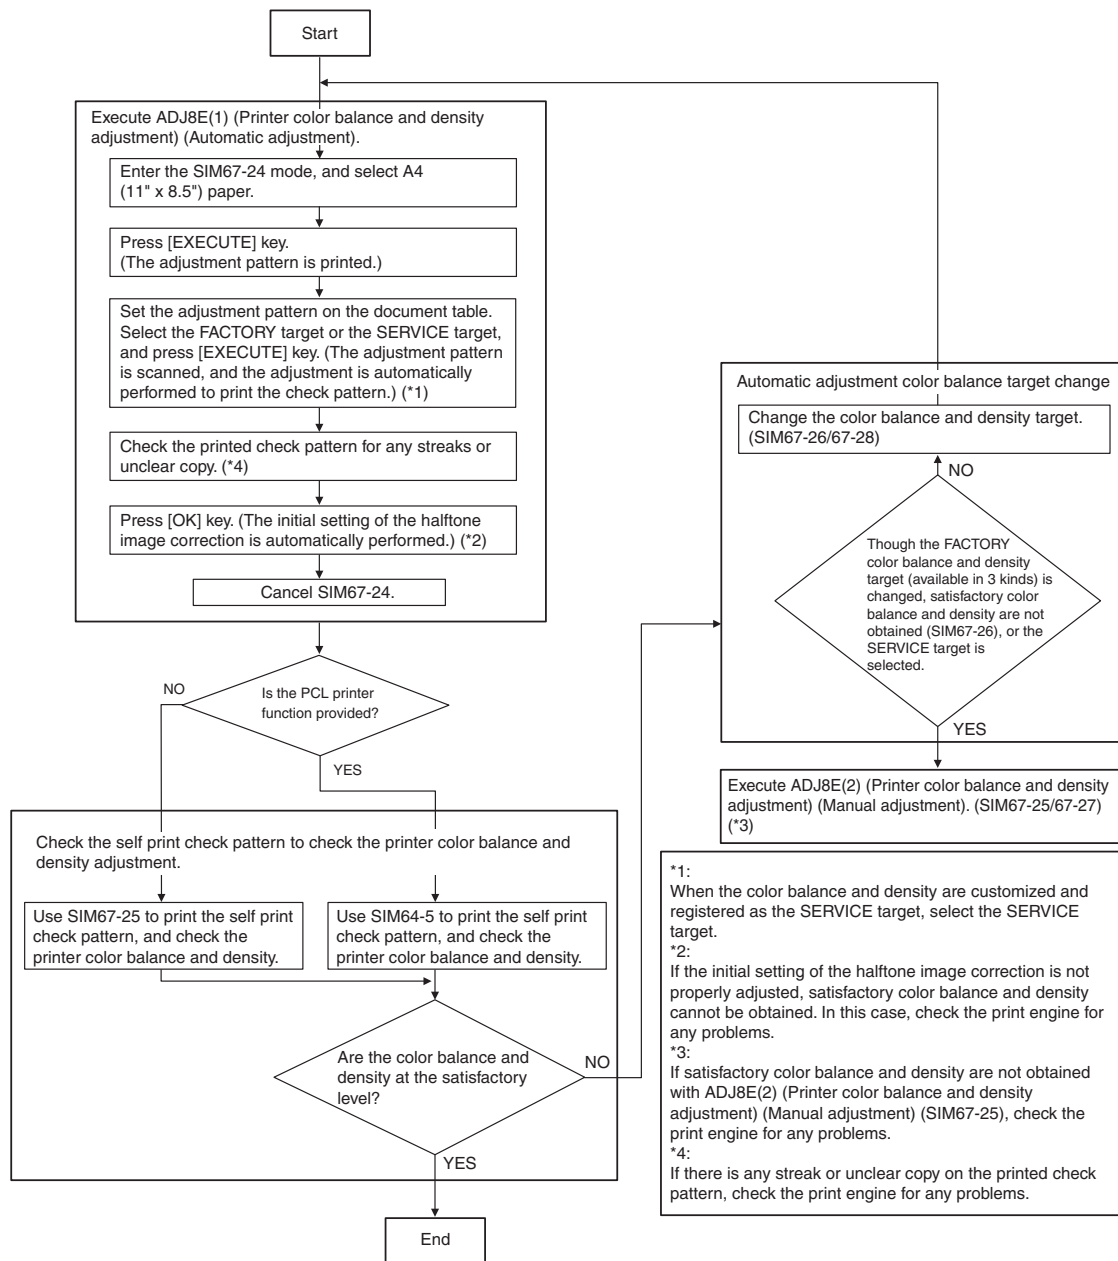 Start
Execute ADJ8E(1) (Printer color balance and density
adjustment) (Automatic adjustment).
Enter the SIM67-24 mode, and select A4
(11" x 8.5") paper.
Press [EXECUTE] key.
(The adjustment pattern is printed.)
Set the adjustment pattern on the document table.
Select the FACTORY target or the SERVICE target,
and press [EXECUTE] key. (The adjustment pattern
is scanned, and the adjustment is automatically
performed to print the check pattern.) (*1)
Check the printed check pattern for any streaks or
unclear copy. (*4)
Press [OK] key. (The initial setting of the halftone
image correction is automatically performed.) (*2)
Cancel SIM67-24.
NO
Is the PCL printer
function provided?
YES
Check the self print check pattern to check the printer color balance and
density adjustment.
Use SIM67-25 to print the self print
check pattern, and check the
printer color balance and density.
Use SIM64-5 to print the self print
check pattern, and check the
printer color balance and density.
Are the color balance and
density at the satisfactory
level?
NO
YES
End
Automatic adjustment color balance target change
Change the color balance and density target.
(SIM67-26/67-28)
NO
Though the FACTORY
color balance and density
target (available in 3 kinds) is
changed, satisfactory color
balance and density are not
obtained (SIM67-26), or the
SERVICE target is
selected.
YES
Execute ADJ8E(2) (Printer color balance and density
adjustment) (Manual adjustment). (SIM67-25/67-27)
(*3)
*1:
When the color balance and density are customized and
registered as the SERVICE target, select the SERVICE
target.
*2:
If the initial setting of the halftone image correction is not
properly adjusted, satisfactory color balance and density
cannot be obtained. In this case, check the print engine for
any problems.
*3:
If satisfactory color balance and density are not obtained
with ADJ8E(2) (Printer color balance and density
adjustment) (Manual adjustment) (SIM67-25), check the
print engine for any problems.
*4:
If there is any streak or unclear copy on the printed check
pattern, check the print engine for any problems.